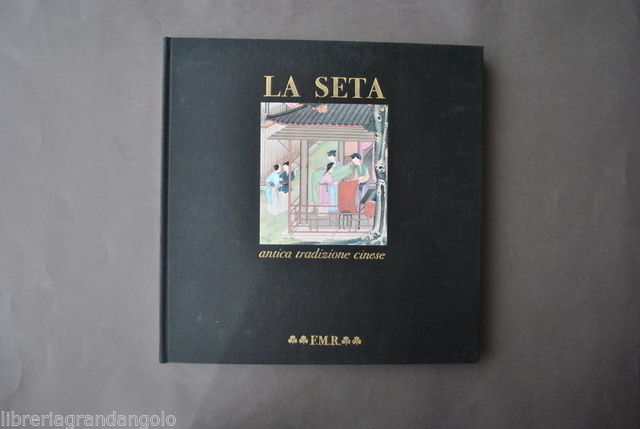 LA SETA
antica tradizione cinese
F.M.R.
libreriagrandangolo